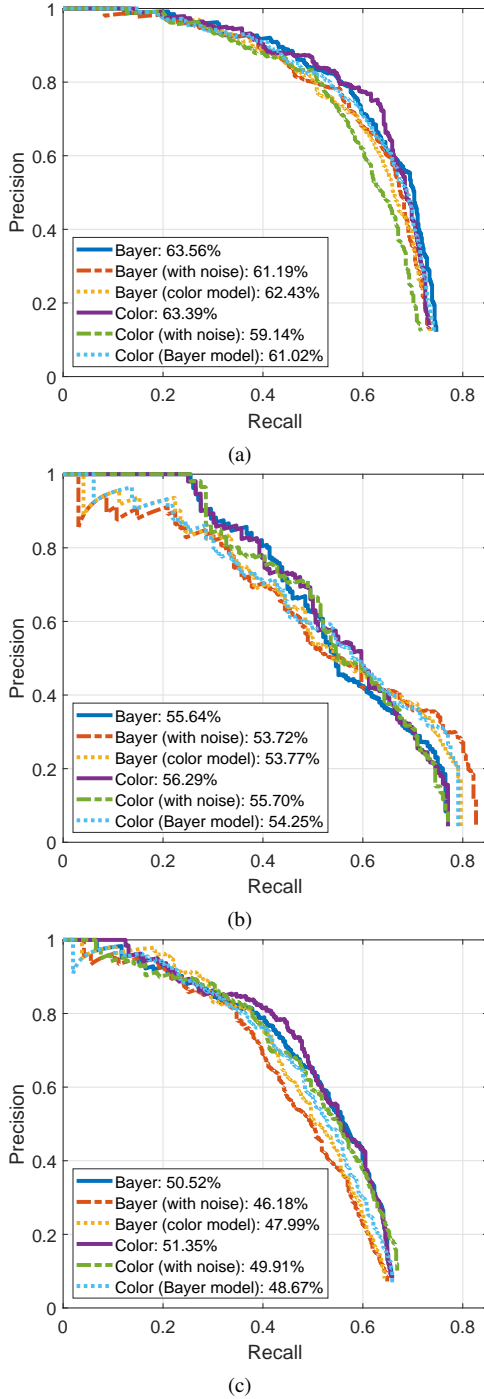 1
0.8
0.6
0.4
0.2
0
Precision
Bayer: 63.56%
Bayer (with noise): 61.19%
Bayer (color model): 62.43%
Color: 63.39%
Color (with noise): 59.14%
Color (Bayer model): 61.02%
0 0.2 0.4 0.6 0.8
Recall
(a)
1
0.8
0.6
0.4
0.2
0
Precision
Bayer: 55.64%
Bayer (with noise): 53.72%
Bayer (color model): 53.77%
Color: 56.29%
Color (with noise): 55.70%
Color (Bayer model): 54.25%
0 0.2 0.4 0.6 0.8
Recall
(b)
1
0.8
0.6
0.4
0.2
0
Precision
Bayer: 50.52%
Bayer (with noise): 46.18%
Bayer (color model): 47.99%
Color: 51.35%
Color (with noise): 49.91%
Color (Bayer model): 48.67%
0 0.2 0.4 0.6 0.8
Recall
(c)